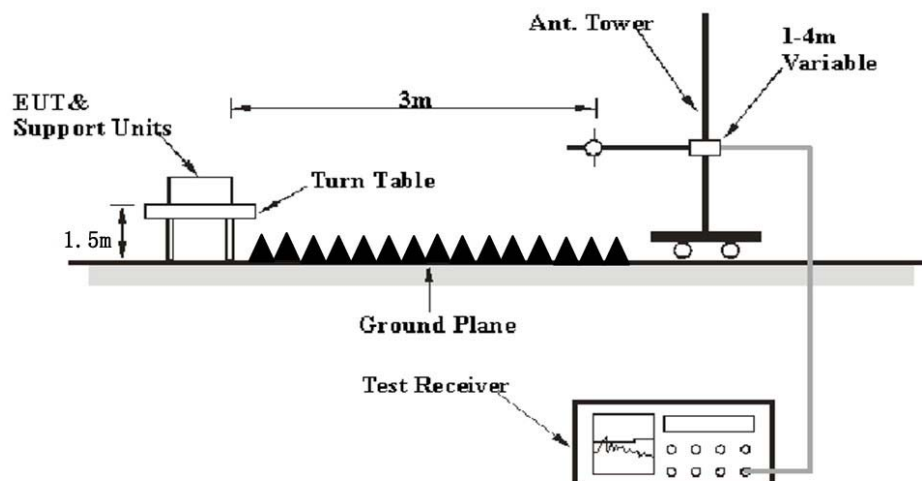 Ant. Tower
1-4m
Variable
EUT&
Support Units
3m
Turn Table
1.5m
Ground Plane
Test Receiver